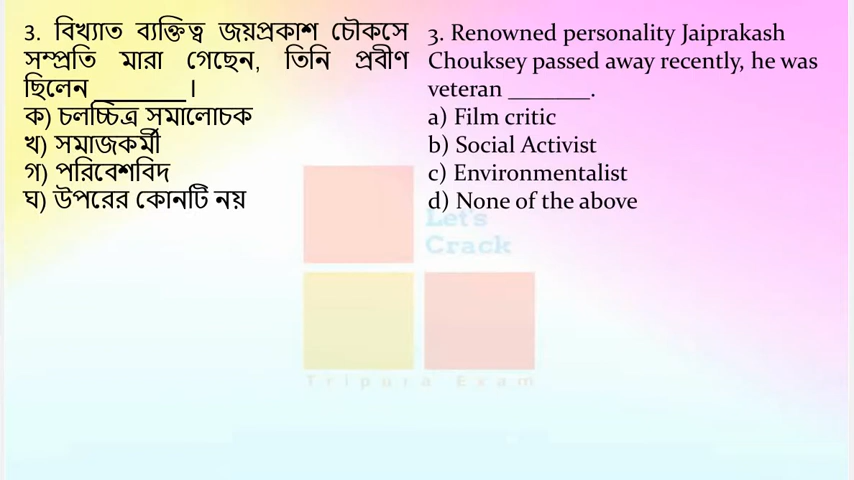 3. বিখ্যাত ব্যক্তিত্ব জয়প্রকাশ চৌকসে
সম্প্রতি মারা গেছেন, তিনি প্রবীণ
ছিলেন ________।
ক) চলচ্চিত্র সমালোচক
খ) সমাজকর্মী
গ) পরিবেশবিদ
ঘ) উপরের কোনটি নয়
3. Renowned personality Jaiprakash
Chouksey passed away recently, he was
veteran ________.
a) Film critic
b) Social Activist
c) Environmentalist
d) None of the above
Let's
Crack
Tripura Exam